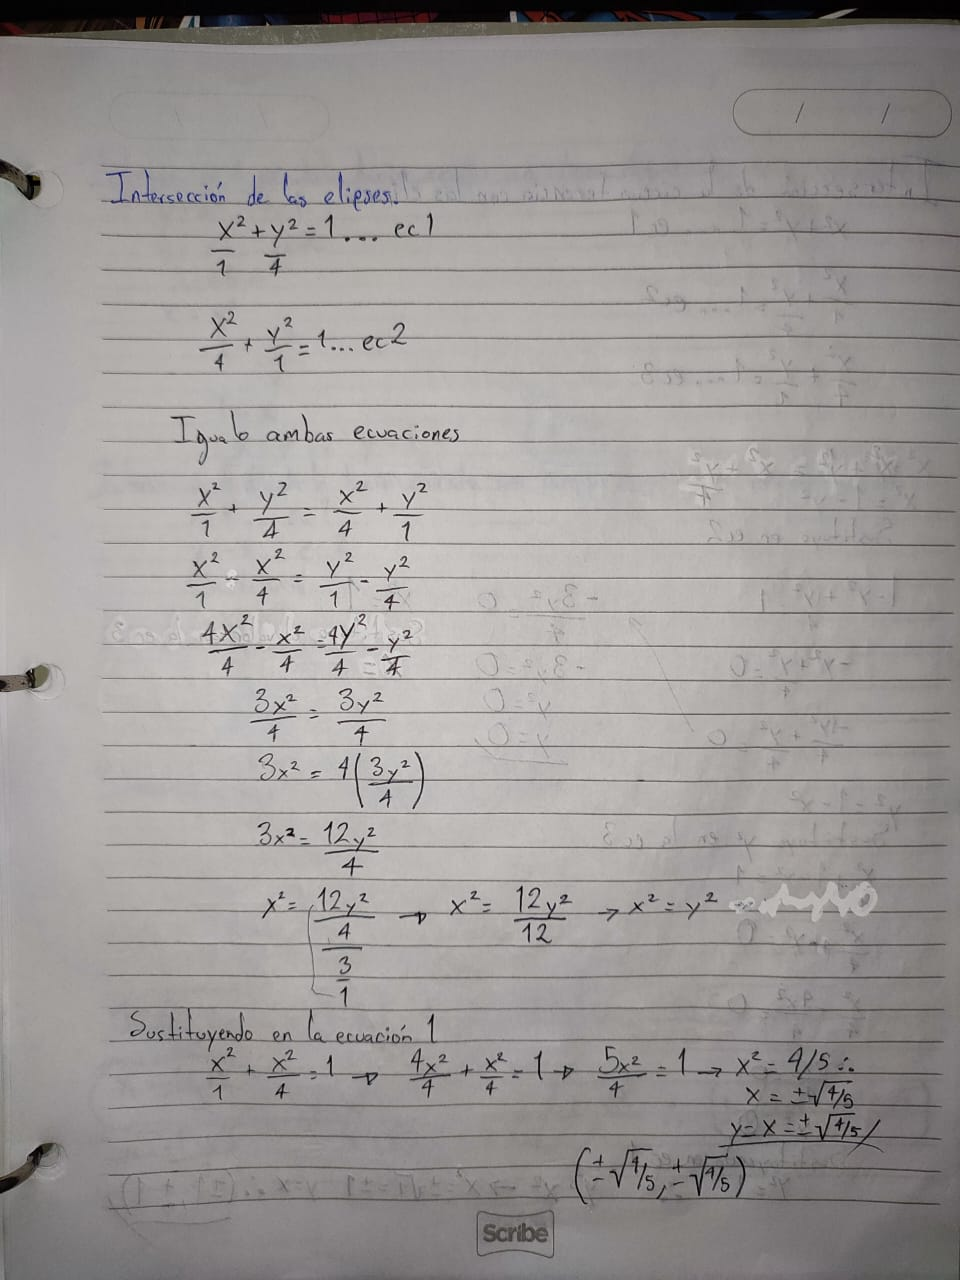 Intersección de las elipses:
x²/1 + y²/4 = 1... ec1
x²/4 + y²/1 = 1... ec2
Igualo ambas ecuaciones
x²/1 + y²/4 = x²/4 + y²/1
x²/1 - x²/4 = y²/1 - y²/4
4x²/4 - x²/4 = 4y²/4 - y²/4
3x²/4 = 3y²/4
3x² = 4(3y²/4)
3x² = 12y²/4
x² = (12y²/4)/(3/1) → x² = 12y²/12 → x² = y²
Sustituyendo en la ecuación 1
x²/1 + x²/4 = 1 → 4x²/4 + x²/4 = 1 → 5x²/4 = 1 → x² = 4/5 ∴
x = ±√4/5
y = x = ±√4/5
(±√4/5, ±√4/5)
Scribe